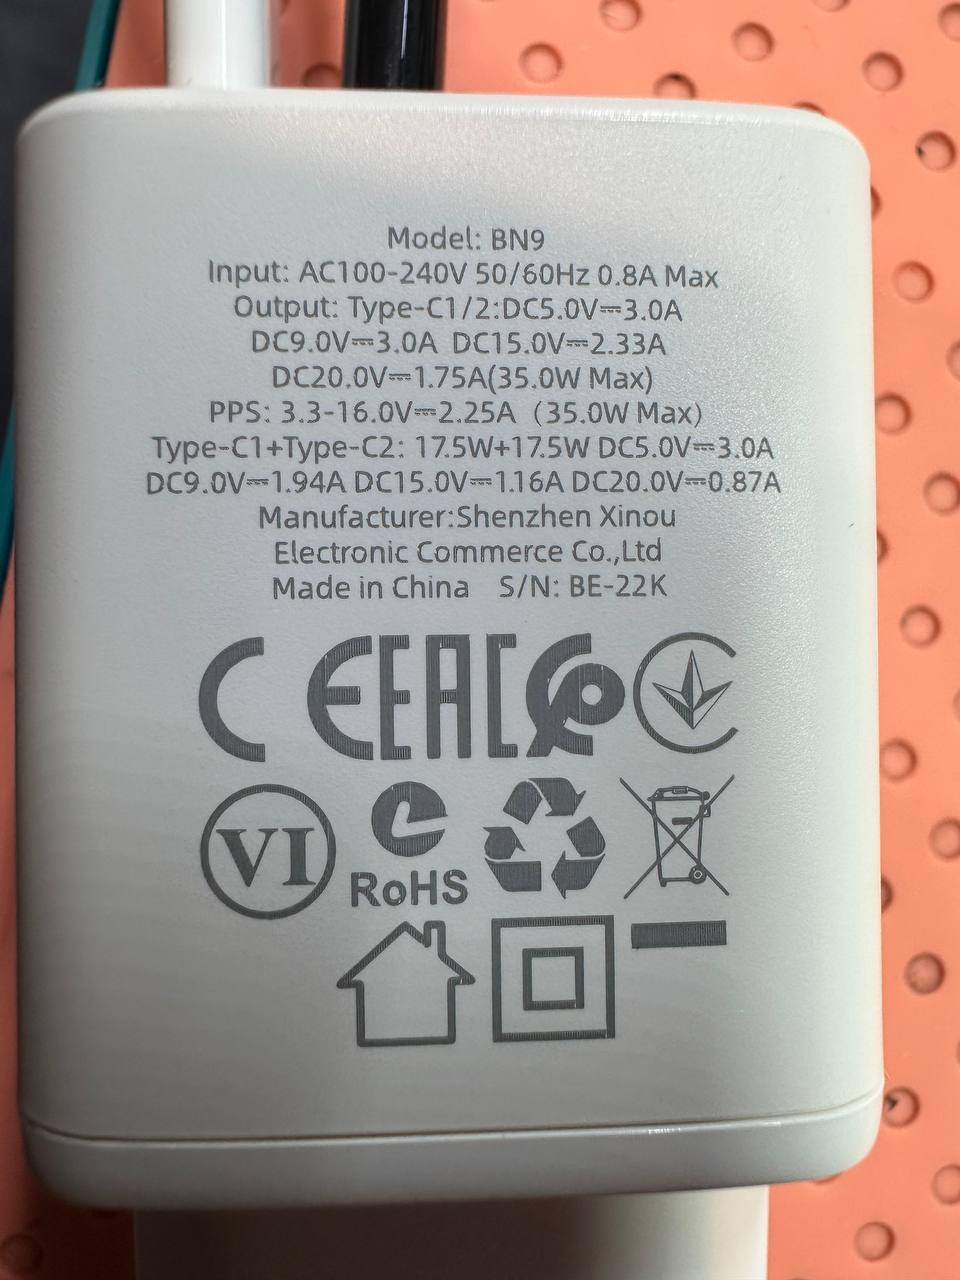 Model: BN9
Input: AC100-240V 50/60Hz 0.8A Max
Output: Type-C1/2:DC5.0V⎓3.0A
DC9.0V⎓3.0A DC15.0V⎓2.33A
DC20.0V⎓1.75A(35.0W Max)
PPS: 3.3-16.0V⎓2.25A (35.0W Max)
Type-C1+Type-C2: 17.5W+17.5W DC5.0V⎓3.0A
DC9.0V⎓1.94A DC15.0V⎓1.16A DC20.0V⎓0.87A
Manufacturer:Shenzhen Xinou
Electronic Commerce Co.,Ltd
Made in China S/N: BE-22K
CE EAC
VI
RoHS